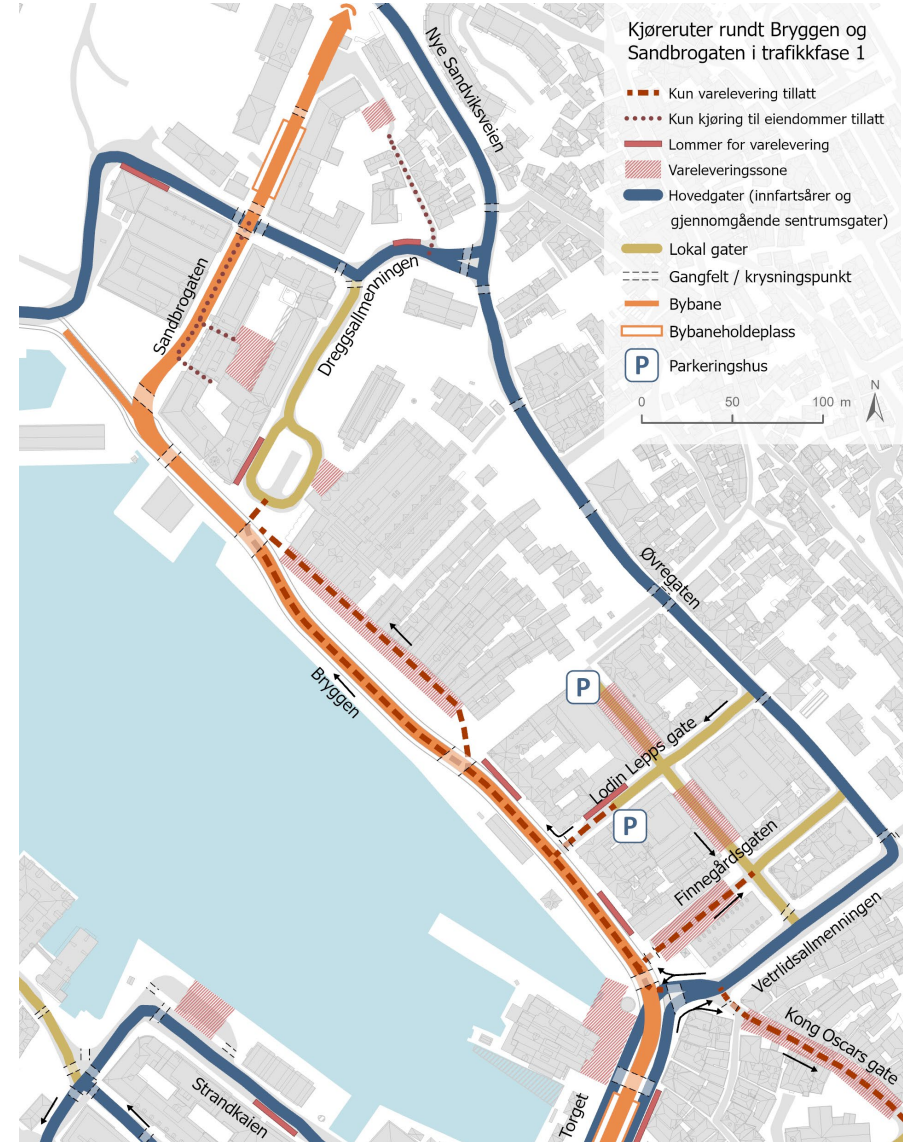 Kjøreruter rundt Bryggen og
Sandbrogaten i trafikkfase 1
Kun varelevering tillatt
Kun kjøring til eiendommer tillatt
Lommer for varelevering
Vareleveringssone
Hovedgater (innfartsårer og
gjennomgående sentrumsgater)
Lokal gater
Gangfelt / krysningspunkt
Bybane
Bybaneholdeplass
P Parkeringshus
0 50 100 m
N
Nye Sandviksveien
Sandbrogaten
Dreggsallmenningen
Øvregaten
Bryggen
P
Lodin Lepps gate
P
Finnegårdsgaten
Vetrlidsallmenningen
Kong Oscars gate
Strandkaien
Torget